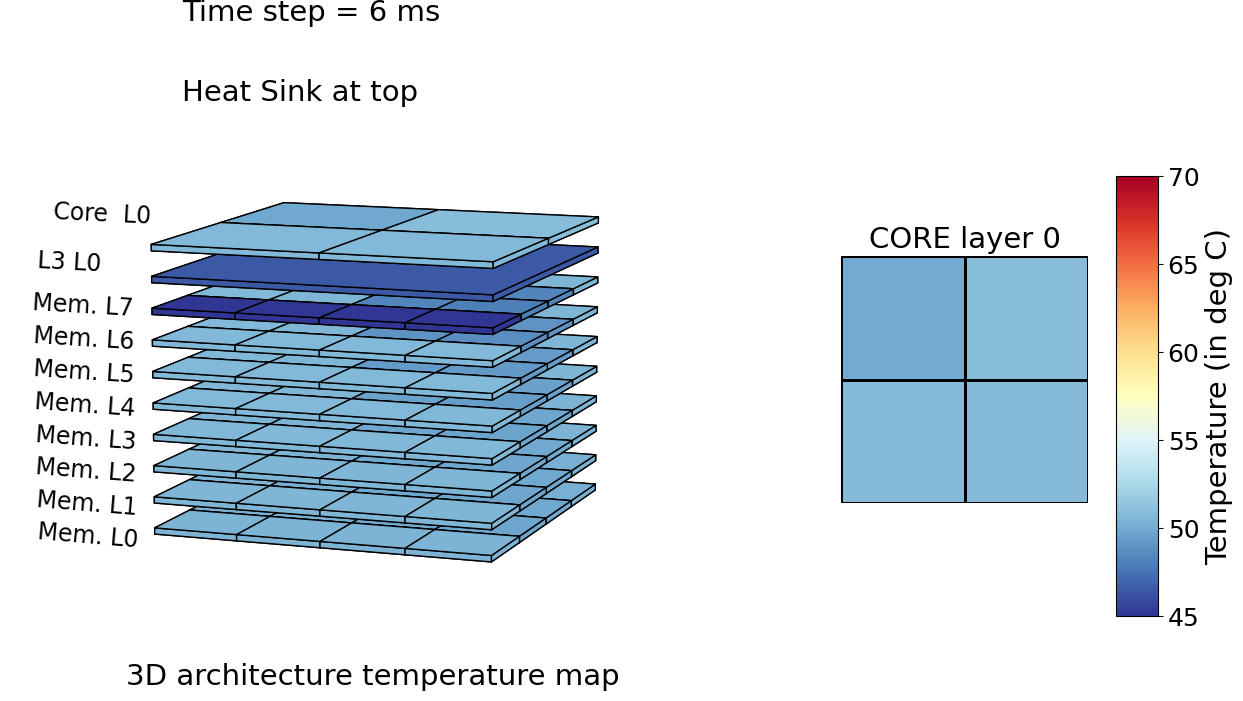 Time step = 6 ms
Heat Sink at top
Core L0
L3 L0
Mem. L7
Mem. L6
Mem. L5
Mem. L4
Mem. L3
Mem. L2
Mem. L1
Mem. L0
3D architecture temperature map
CORE layer 0
70
65
60
55
50
45
Temperature (in deg C)